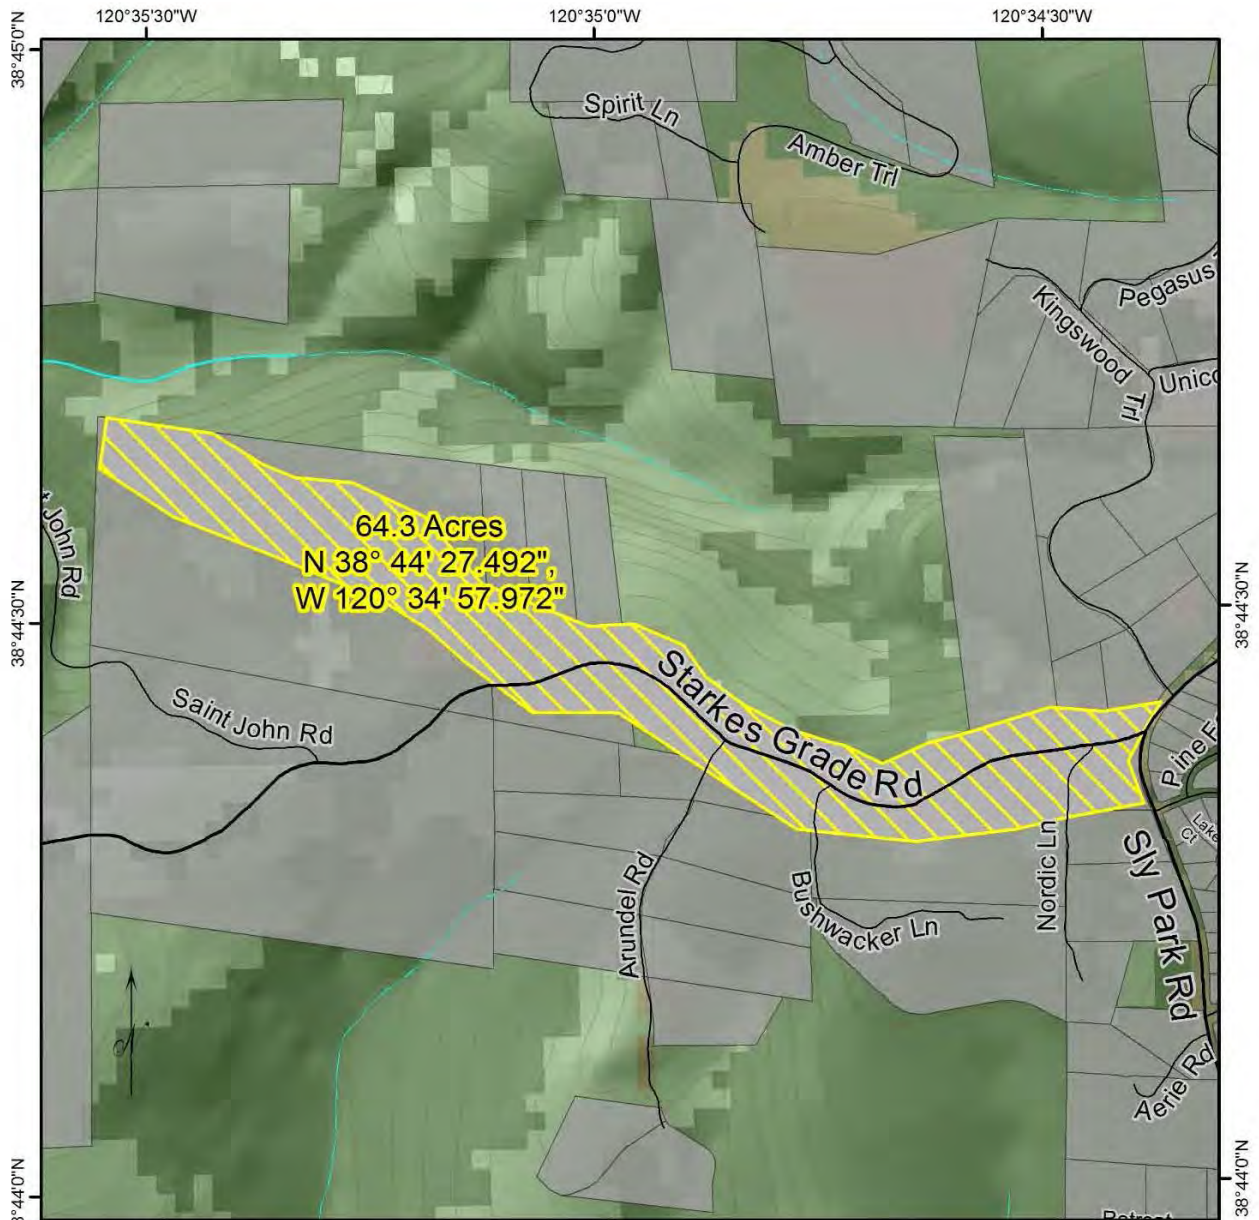 120°35'30"W
120°35'0"W
120°34'30"W
38°45'0"N
Spirit Ln
Amber Trl
Pegasus
Kingswood Trl
Unico
64.3 Acres
N 38° 44' 27.492",
W 120° 34' 57.972"
John Rd
38°44'30"N
38°44'30"N
Starkes Grade Rd
Saint John Rd
Pine F
Lake
Ct
Sly Park Rd
Nordic Ln
Arundel Rd
Bushwacker Ln
Aerie Rd
8°44'0"N
38°44'0"N